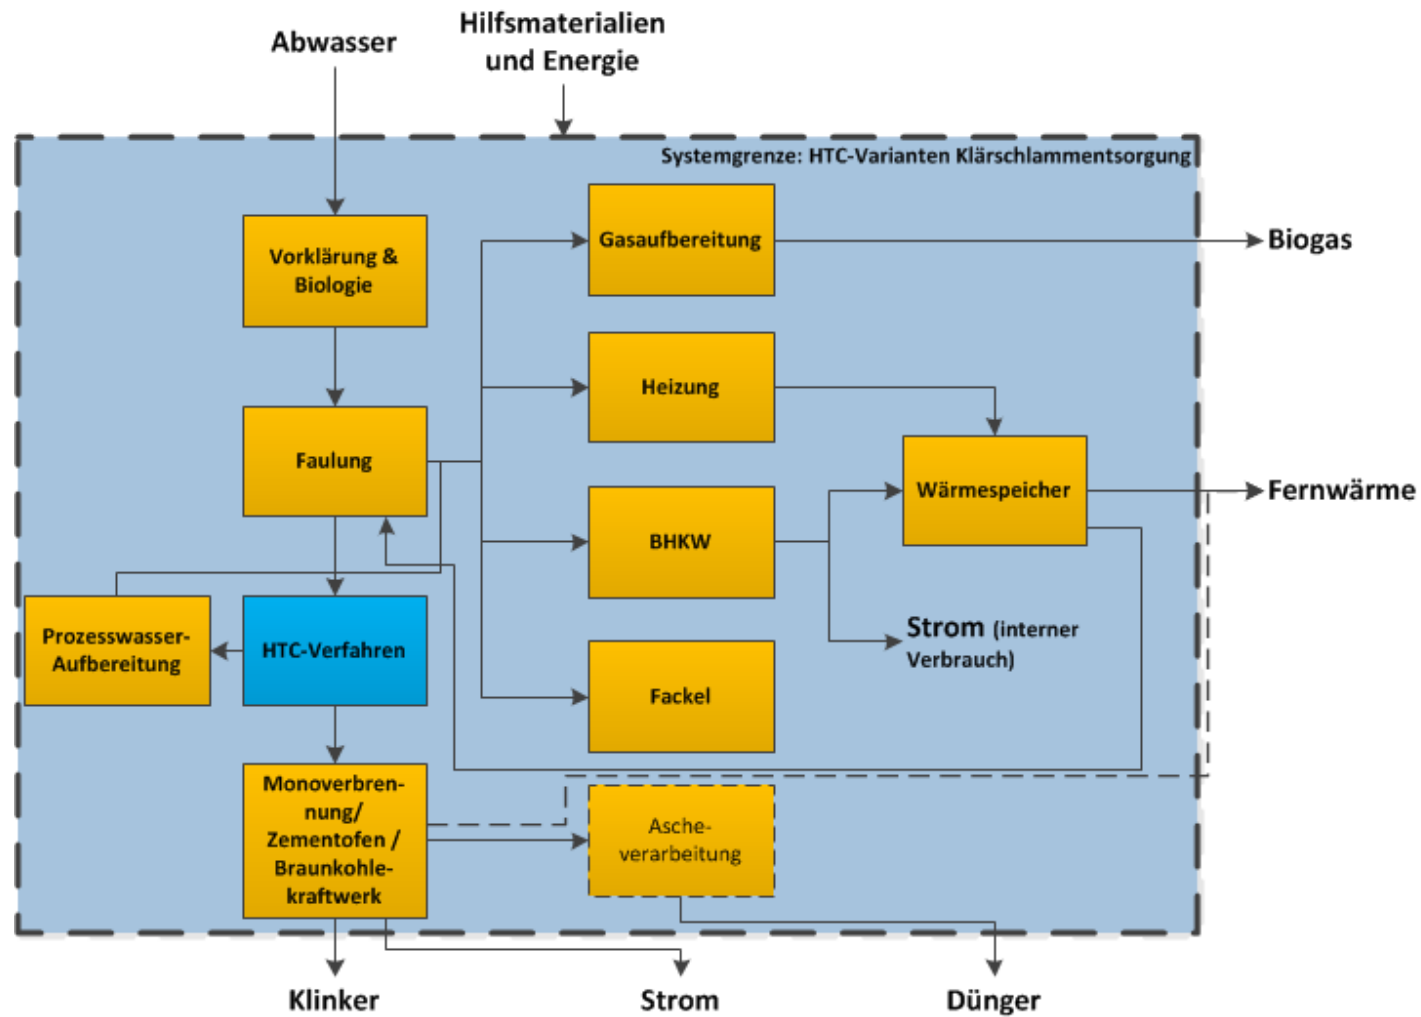 Hilfsmaterialien
und Energie
Abwasser
Systemgrenze: HTC-Varianten Klärschlammentsorgung
Vorklärung &
Biologie
Gasaufbereitung
Biogas
Heizung
Faulung
Wärmespeicher
Fernwärme
BHKW
Strom (interner
Verbrauch)
Prozesswasser-
Aufbereitung
HTC-Verfahren
Fackel
Monoverbren-
nung/
Zementofen /
Braunkohle-
kraftwerk
Asche-
verarbeitung
Klinker
Strom
Dünger